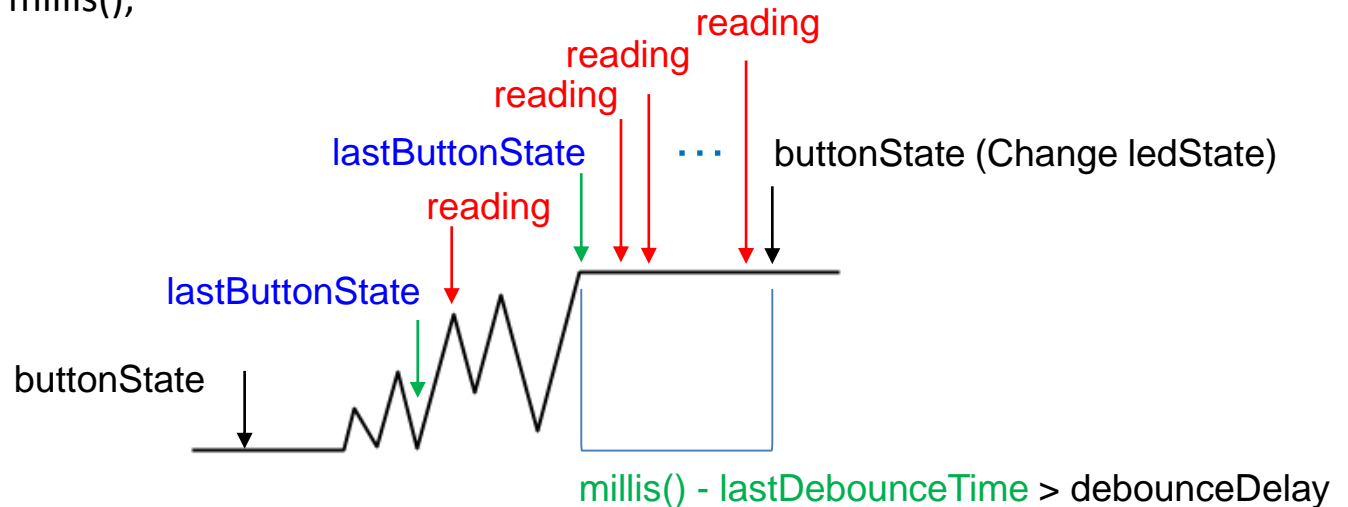 millis();
reading
reading
reading
lastButtonState
...
buttonState (Change ledState)
reading
lastButtonState
buttonState
millis() - lastDebounceTime > debounceDelay